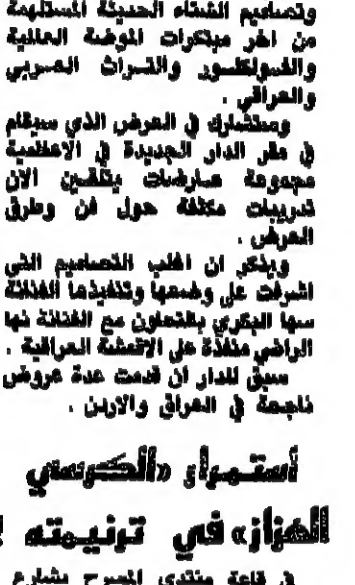 وتصاميم الشتاء الحديثة المستلهمة
من اخر مبتكرات الموضة العالمية
والفولكلور والتراث العربي
والعراقي .
وستشارك في العرض الذي سيقام
في مقر الدار الجديدة في الاعظمية
مجموعة عارضات يتلقين الان
تدريبات مكثفة حول فن وطرق
العرض .
ويذكر ان اغلب التصاميم التي
اشرفت على وضعها وتنفيذها الفنانة
سها البكري بالتعاون مع الفنانة نها
الراضي منفذة على الاقمشة العراقية .
سبق للدار ان قدمت عدة عروض
ناجحة في العراق والاردن .
أستمرار «الكرسي
الهزاز» في ترنيمته
في قاعة منتدى المسرح بشارع